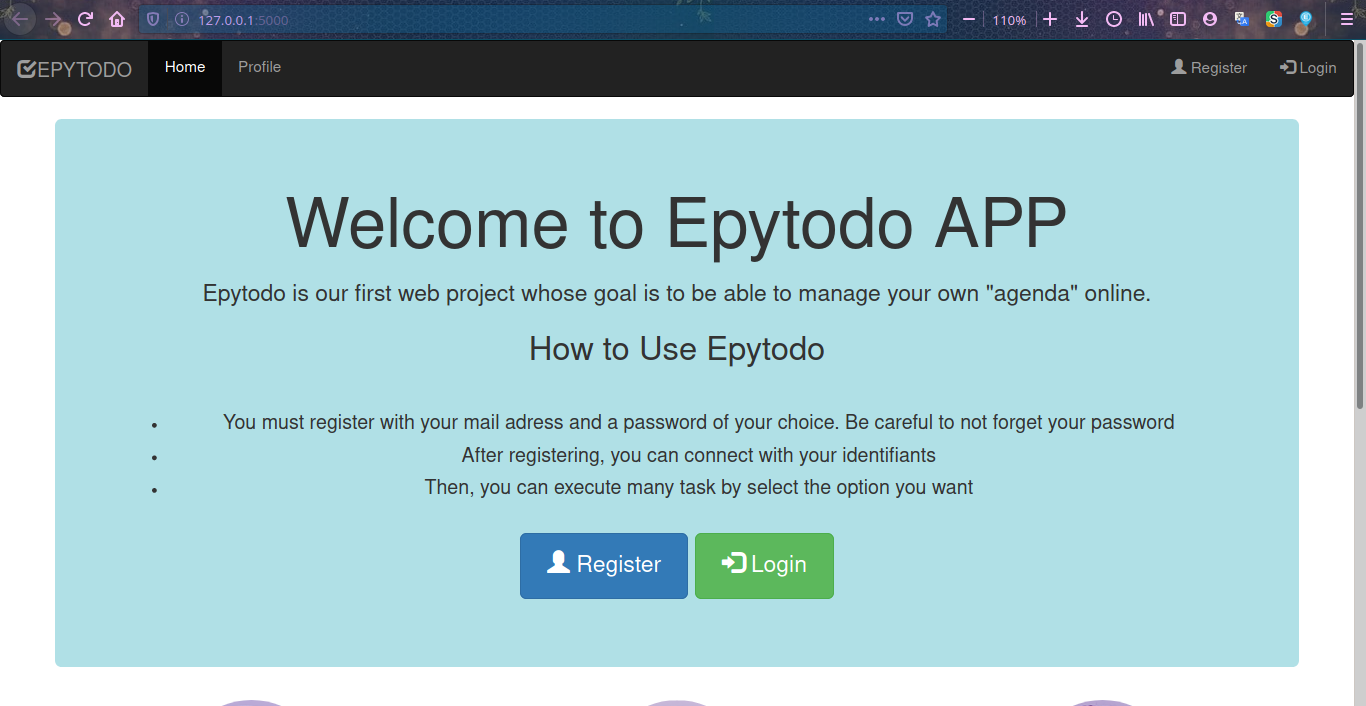 127.0.0.1:5000
110%
EPYTODO Home Profile Register Login
Welcome to Epytodo APP
Epytodo is our first web project whose goal is to be able to manage your own "agenda" online.
How to Use Epytodo
You must register with your mail adress and a password of your choice. Be careful to not forget your password
After registering, you can connect with your identifiants
Then, you can execute many task by select the option you want
Register Login